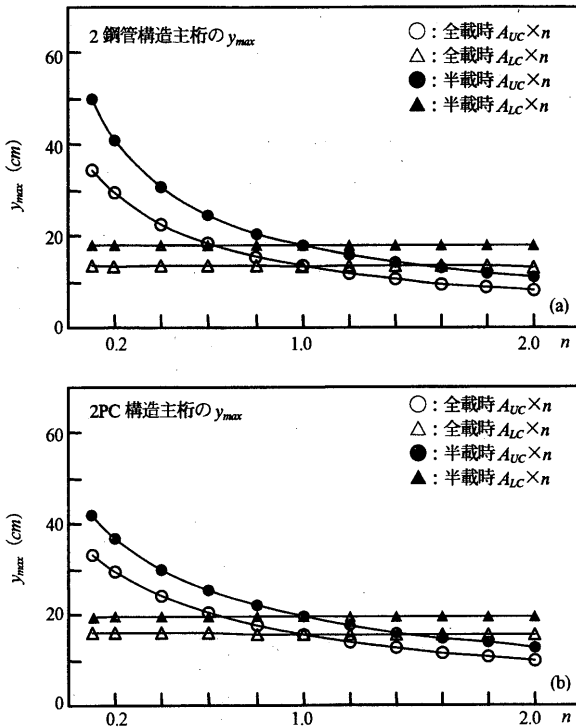 2 鋼管構造主桁の y_max
○: 全載時 A_UC×n
△: 全載時 A_LC×n
●: 半載時 A_UC×n
▲: 半載時 A_LC×n
y_max (cm)
60
40
20
0
0.2 1.0 2.0 n
(a)
2PC 構造主桁の y_max
○: 全載時 A_UC×n
△: 全載時 A_LC×n
●: 半載時 A_UC×n
▲: 半載時 A_LC×n
y_max (cm)
60
40
20
0
0.2 1.0 2.0 n
(b)